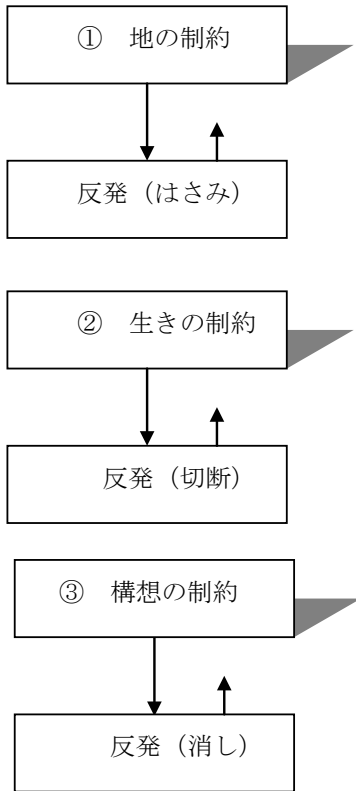 ① 地の制約
反発（はさみ）
② 生きの制約
反発（切断）
③ 構想の制約
反発（消し）